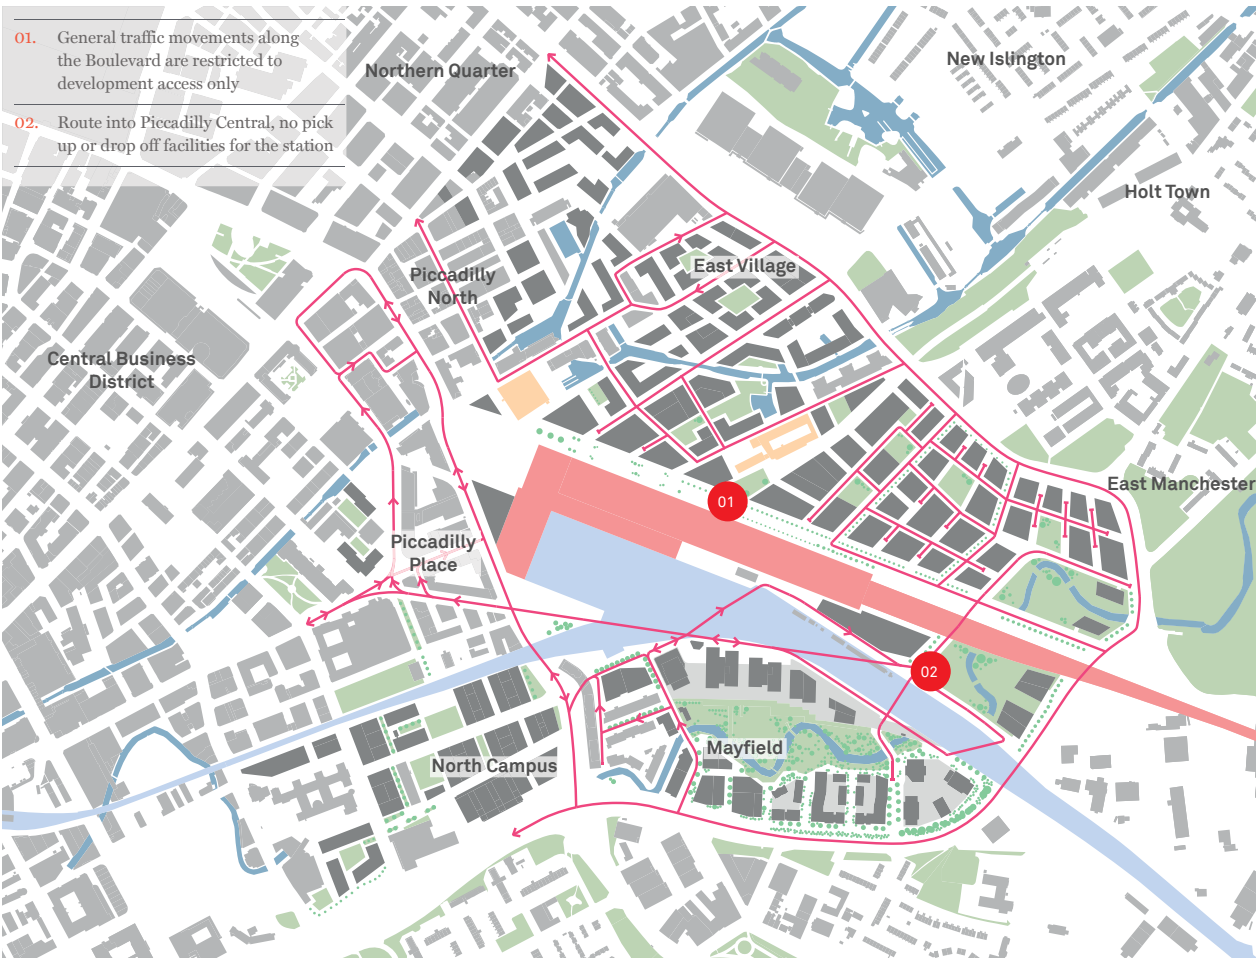 01. General traffic movements along
the Boulevard are restricted to
development access only
02. Route into Piccadilly Central, no pick
up or drop off facilities for the station
Northern Quarter
New Islington
Holt Town
East Village
Piccadilly
North
Central Business
District
East Manchester
01
Piccadilly
Place
02
Mayfield
North Campus